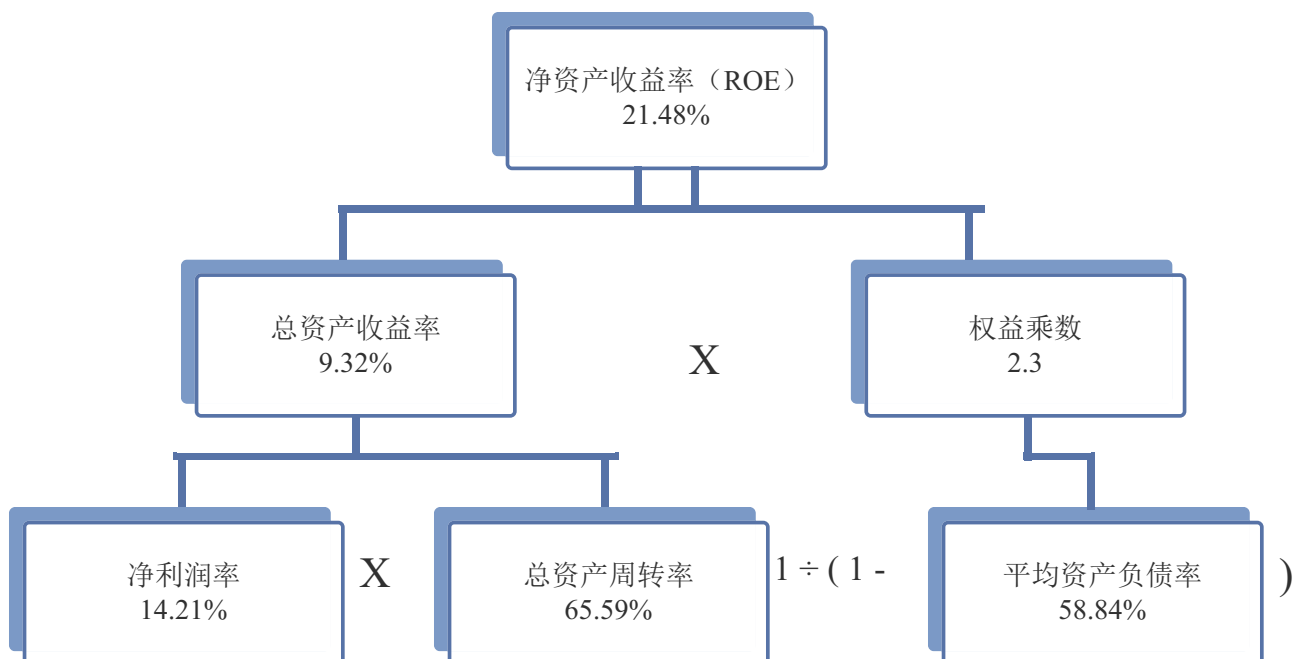 净资产收益率（ROE）
21.48%
总资产收益率
9.32%
X
权益乘数
2.3
净利润率
14.21%
X
总资产周转率
65.59%
1 ÷ ( 1 -
平均资产负债率
58.84%
)